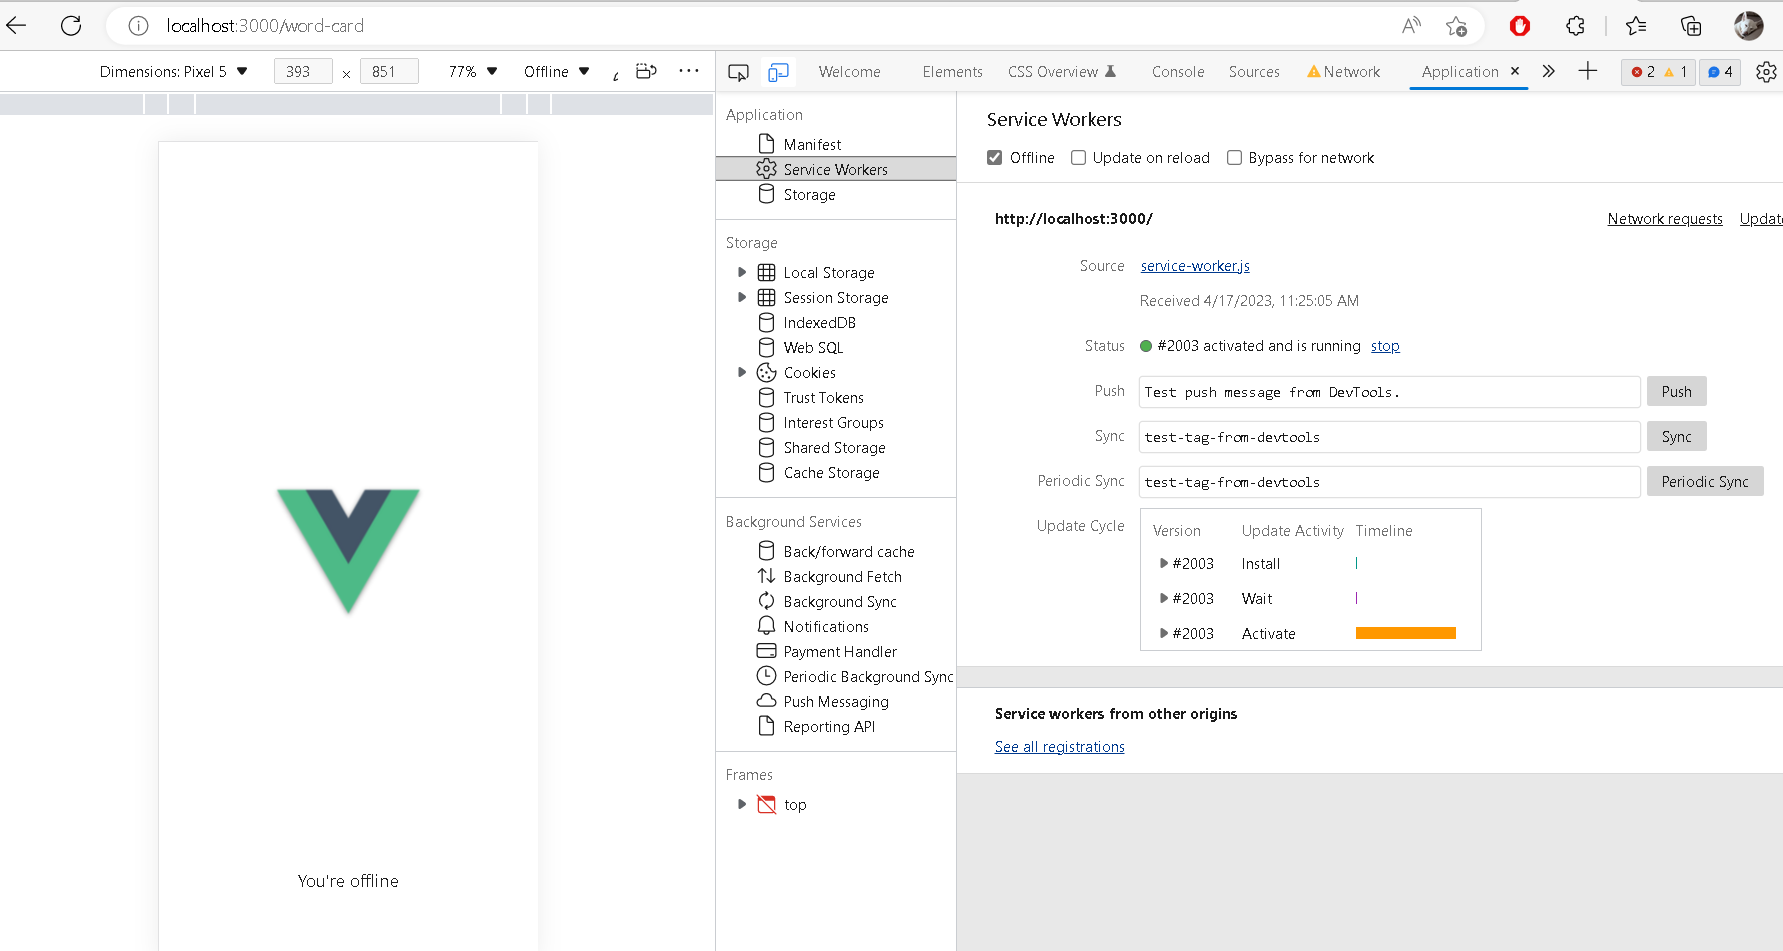 localhost:3000/word-card
Dimensions: Pixel 5 393 × 851 77% Offline
Welcome Elements CSS Overview Console Sources Network Application 2 1 4
Application
Manifest
Service Workers
Storage
Storage
Local Storage
Session Storage
IndexedDB
Web SQL
Cookies
Trust Tokens
Interest Groups
Shared Storage
Cache Storage
Background Services
Back/forward cache
Background Fetch
Background Sync
Notifications
Payment Handler
Periodic Background Sync
Push Messaging
Reporting API
Frames
top
Service Workers
Offline Update on reload Bypass for network
http://localhost:3000/ Network requests Updat
Source service-worker.js
Received 4/17/2023, 11:25:05 AM
Status #2003 activated and is running stop
Push Test push message from DevTools. Push
Sync test-tag-from-devtools Sync
Periodic Sync test-tag-from-devtools Periodic Sync
Update Cycle Version Update Activity Timeline
#2003 Install
#2003 Wait
#2003 Activate
Service workers from other origins
See all registrations
You're offline